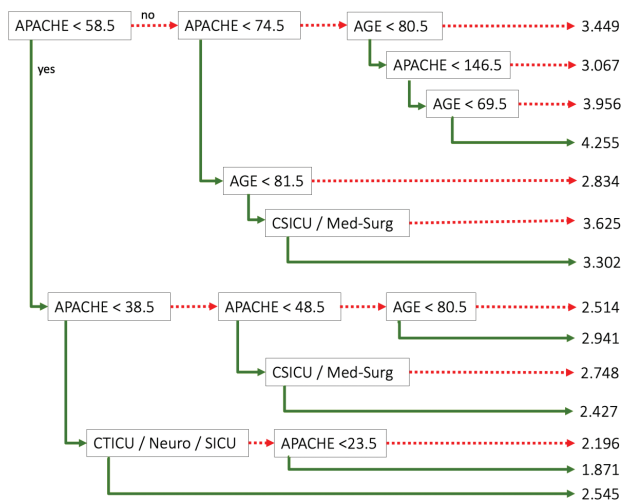 no
APACHE < 58.5 APACHE < 74.5 AGE < 80.5 3.449
yes
APACHE < 146.5 3.067
AGE < 69.5 3.956
4.255
AGE < 81.5 2.834
CSICU / Med-Surg 3.625
3.302
APACHE < 38.5 APACHE < 48.5 AGE < 80.5 2.514
2.941
CSICU / Med-Surg 2.748
2.427
CTICU / Neuro / SICU APACHE <23.5 2.196
1.871
2.545